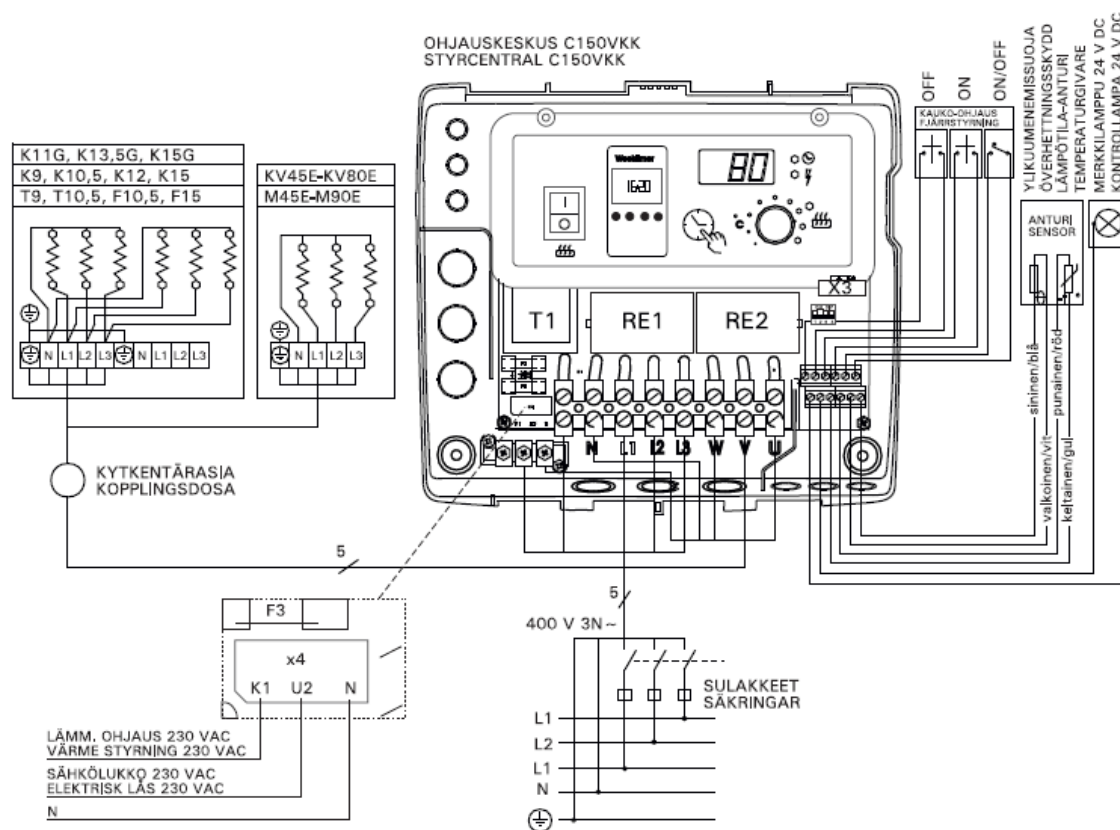 OHJAUSKESKUS C150VKK
STYRCENTRAL C150VKK
K11G, K13,5G, K15G
K9, K10,5, K12, K15
T9, T10,5, F10,5, F15
N L1 L2 L3 N L1 L2 L3
KV45E-KV80E
M45E-M90E
N L1 L2 L3
KYTKENTÄRASIA
KOPPLINGSDOSA
5
Weektimer
16:20
80
I
O
X3
T1
RE1
RE2
N L1 L2 L3 W V U
OFF
ON
ON/OFF
KAUKO-OHJAUS
FJÄRRSTYRNING
YLIKUUMENEMISSUOJA
ÖVERHETTNINGSSKYDD
LÄMPÖTILA-ANTURI
TEMPERATURGIVARE
MERKKILAMPPU 24 V DC
KONTROLLAMPA 24 V DC
ANTURI
SENSOR
sininen/blå
valkoinen/vit
punainen/röd
keltainen/gul
F3
x4
K1 U2 N
LÄMM. OHJAUS 230 VAC
VÄRME STYRNING 230 VAC
SÄHKÖLUKKO 230 VAC
ELEKTRISK LÅS 230 VAC
N
5
400 V 3N~
SULAKKEET
SÄKRINGAR
L1
L2
L1
N